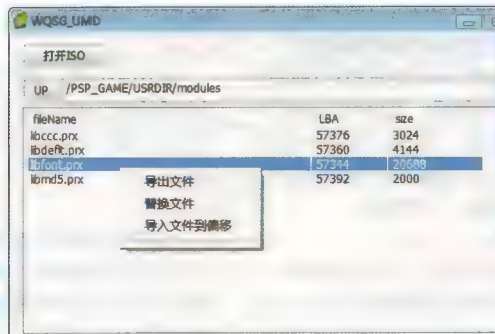 WQSG_UMD
打开ISO
UP /PSP_GAME/USRDIR/modules
fileName LBA size
libccc.prx 57376 3024
libdeflt.prx 57360 4144
libfont.prx 57344 20688
libmd5.prx 57392 2000
导出文件
替换文件
导入文件到偏移